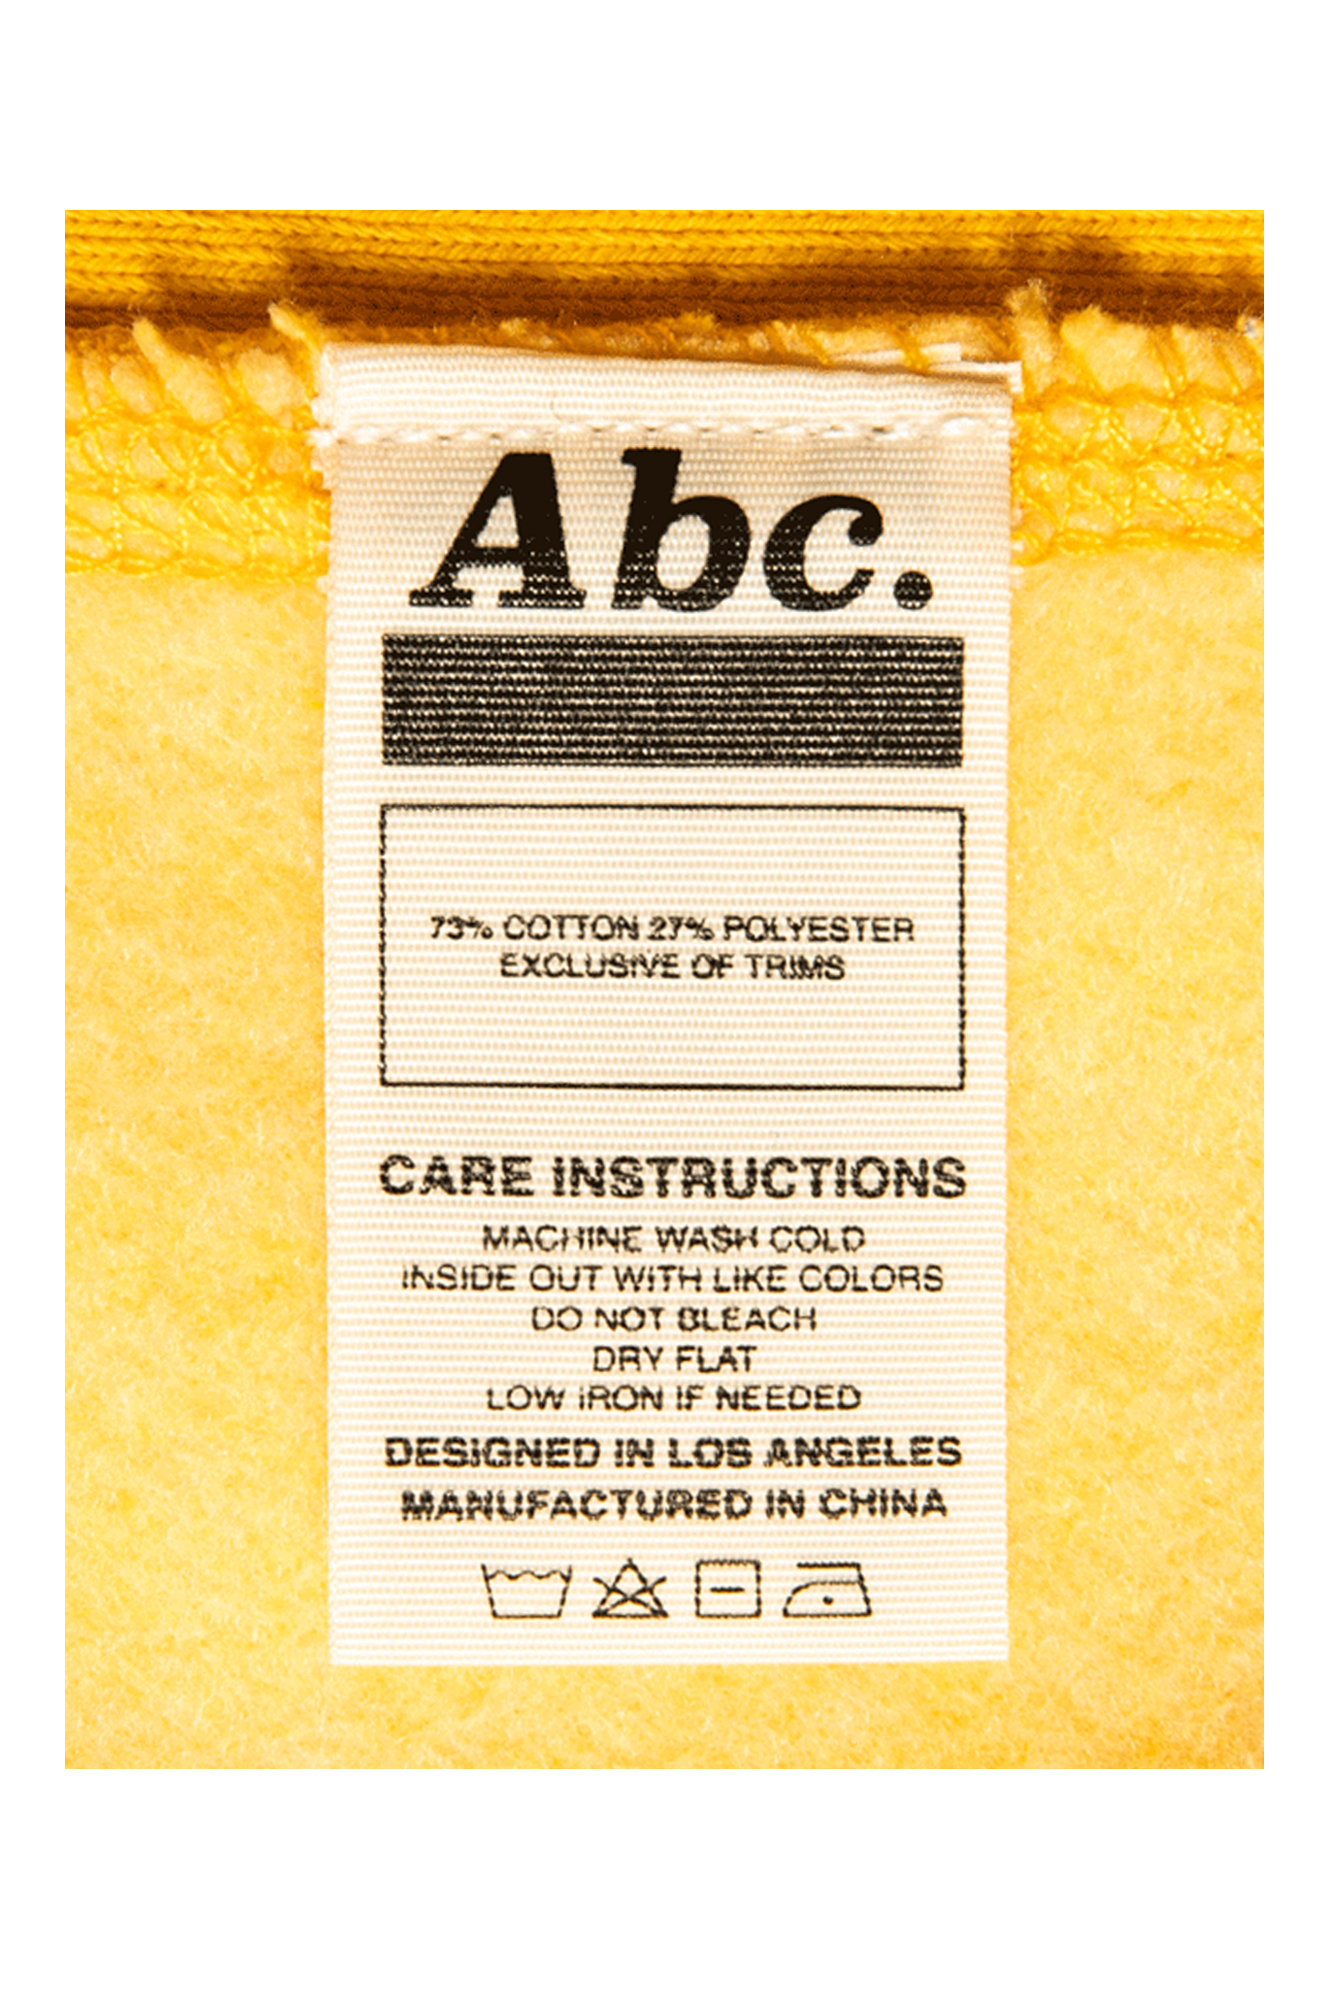 Abc.
73% COTTON 27% POLYESTER
EXCLUSIVE OF TRIMS
CARE INSTRUCTIONS
MACHINE WASH COLD
INSIDE OUT WITH LIKE COLORS
DO NOT BLEACH
DRY FLAT
LOW IRON IF NEEDED
DESIGNED IN LOS ANGELES
MANUFACTURED IN CHINA